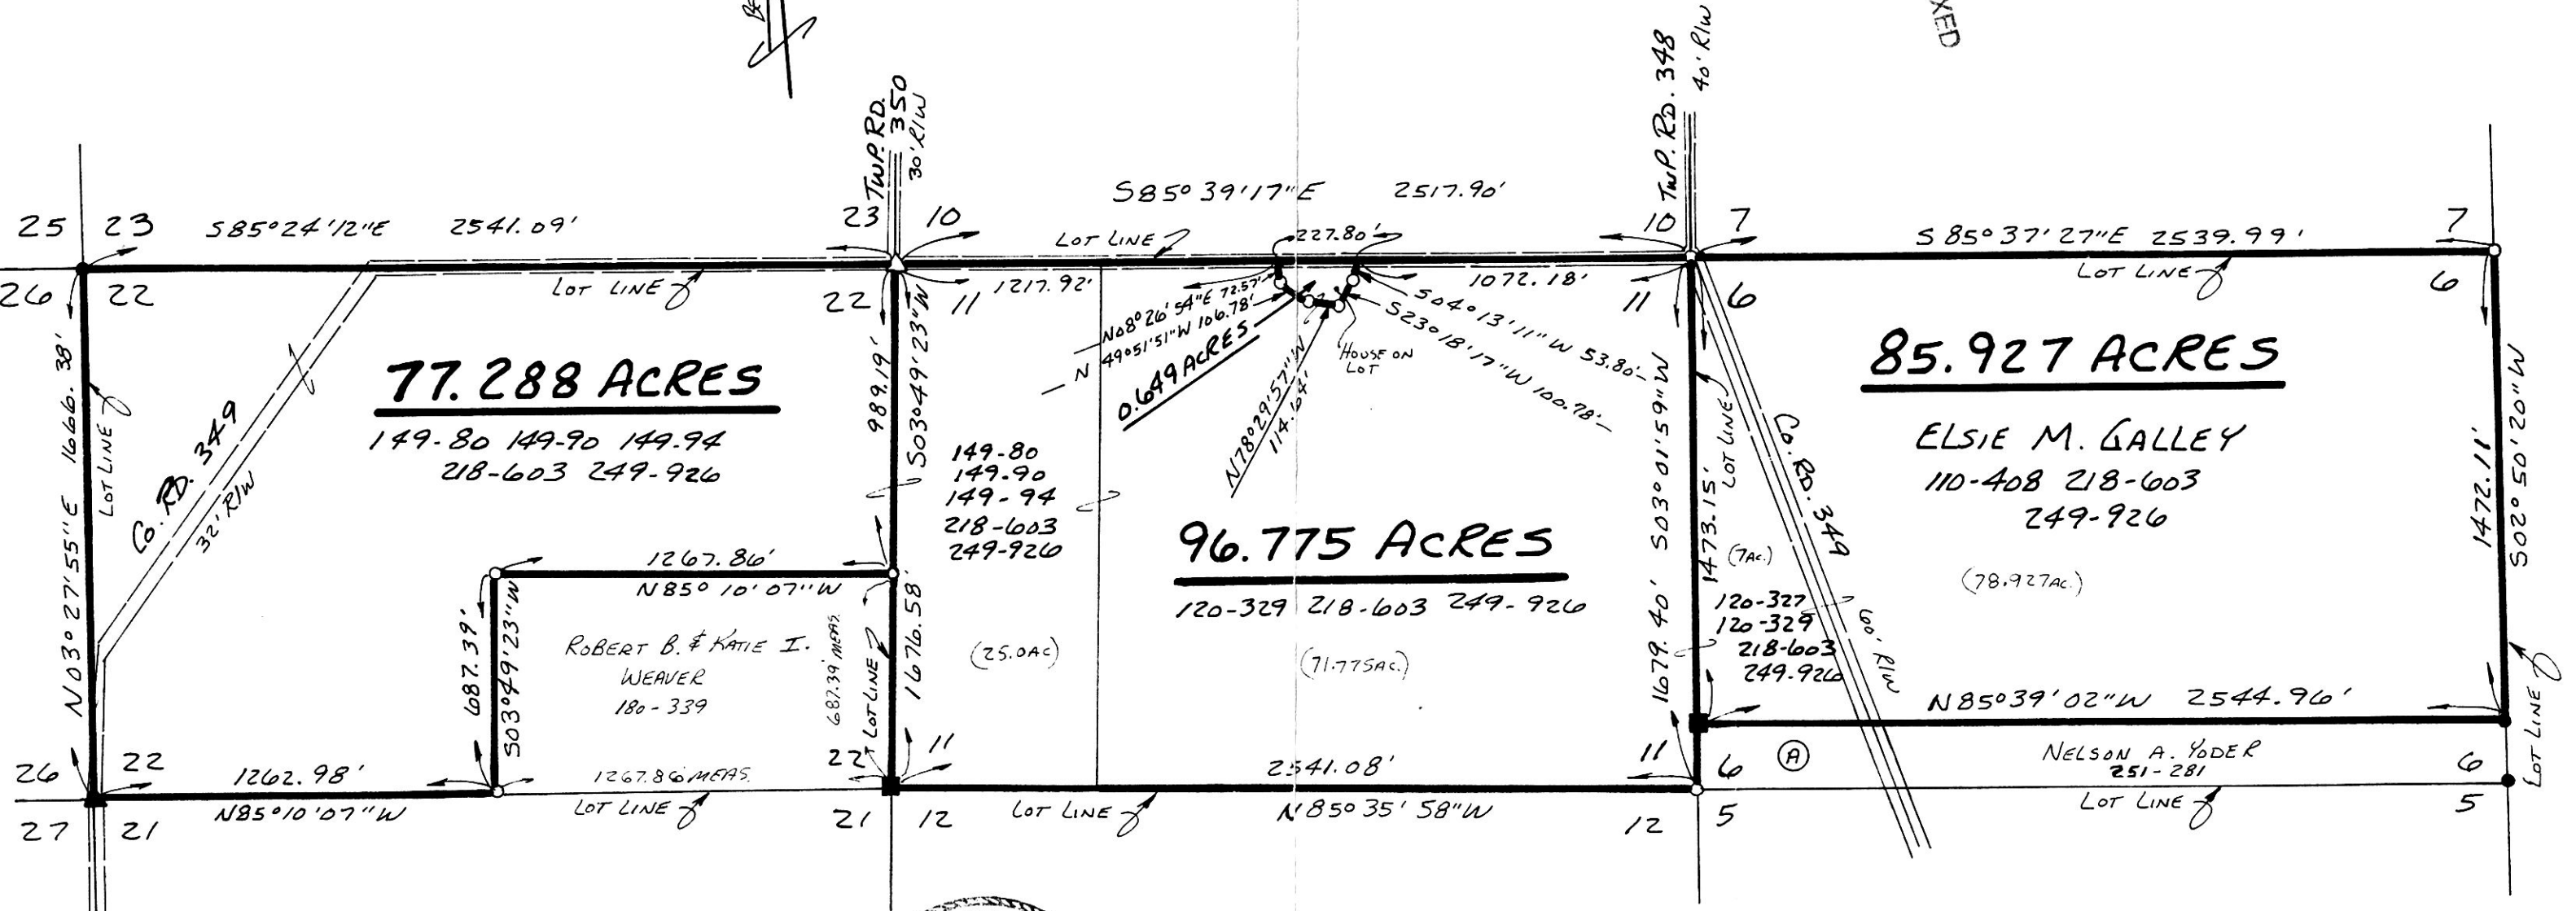 XED
TWP. RD. 350
30' R/W
TWP. RD. 348
40' R/W
25 23
S85°24'12"E 2541.09'
23 10
S85°39'17"E 2517.90'
10 7
S 85°37'27"E 2539.99'
7
LOT LINE
227.80'
26 22
LOT LINE
22 11
1217.92'
1072.18'
11 6
LOT LINE
6
N03°27'55"E 1666.38'
LOT LINE
Co. RD. 349
32' R/W
77.288 ACRES
149-80 149-90 149-94
218-603 249-926
989.19'
S03°49'23"W
N08°26'54"E 72.57'
N 49°51'51"W 106.78'
0.649 ACRES
N78°29'57"W
114.64'
HOUSE ON
LOT
S04°13'11"W 53.80'
S23°18'17"W 100.78'
149-80
149-90
149-94
218-603
249-926
(25.0AC)
96.775 ACRES
120-329 218-603 249-926
(71.775AC.)
1679.40' S03°01'59"W
1473.15'
LOT LINE
Co. RD. 349
60' R/W
(7AC.)
120-327
120-329
218-603
249-926
85.927 ACRES
ELSIE M. GALLEY
110-408 218-603
249-926
(78.927AC.)
1472.11'
S02°50'20"W
1267.86'
N85°10'07"W
687.39'
S03°49'23"W
ROBERT B. & KATIE I.
WEAVER
180-339
687.39' MEAS.
LOT LINE
1676.58'
N85°39'02"W 2544.96'
NELSON A. YODER
251-281
LOT LINE
26 22
1262.98'
N85°10'07"W
1267.86' MEAS.
LOT LINE
22 11
2541.08'
LOT LINE
N85°35'58"W
11 6
A
LOT LINE
6
27 21
21 12
12 5
5